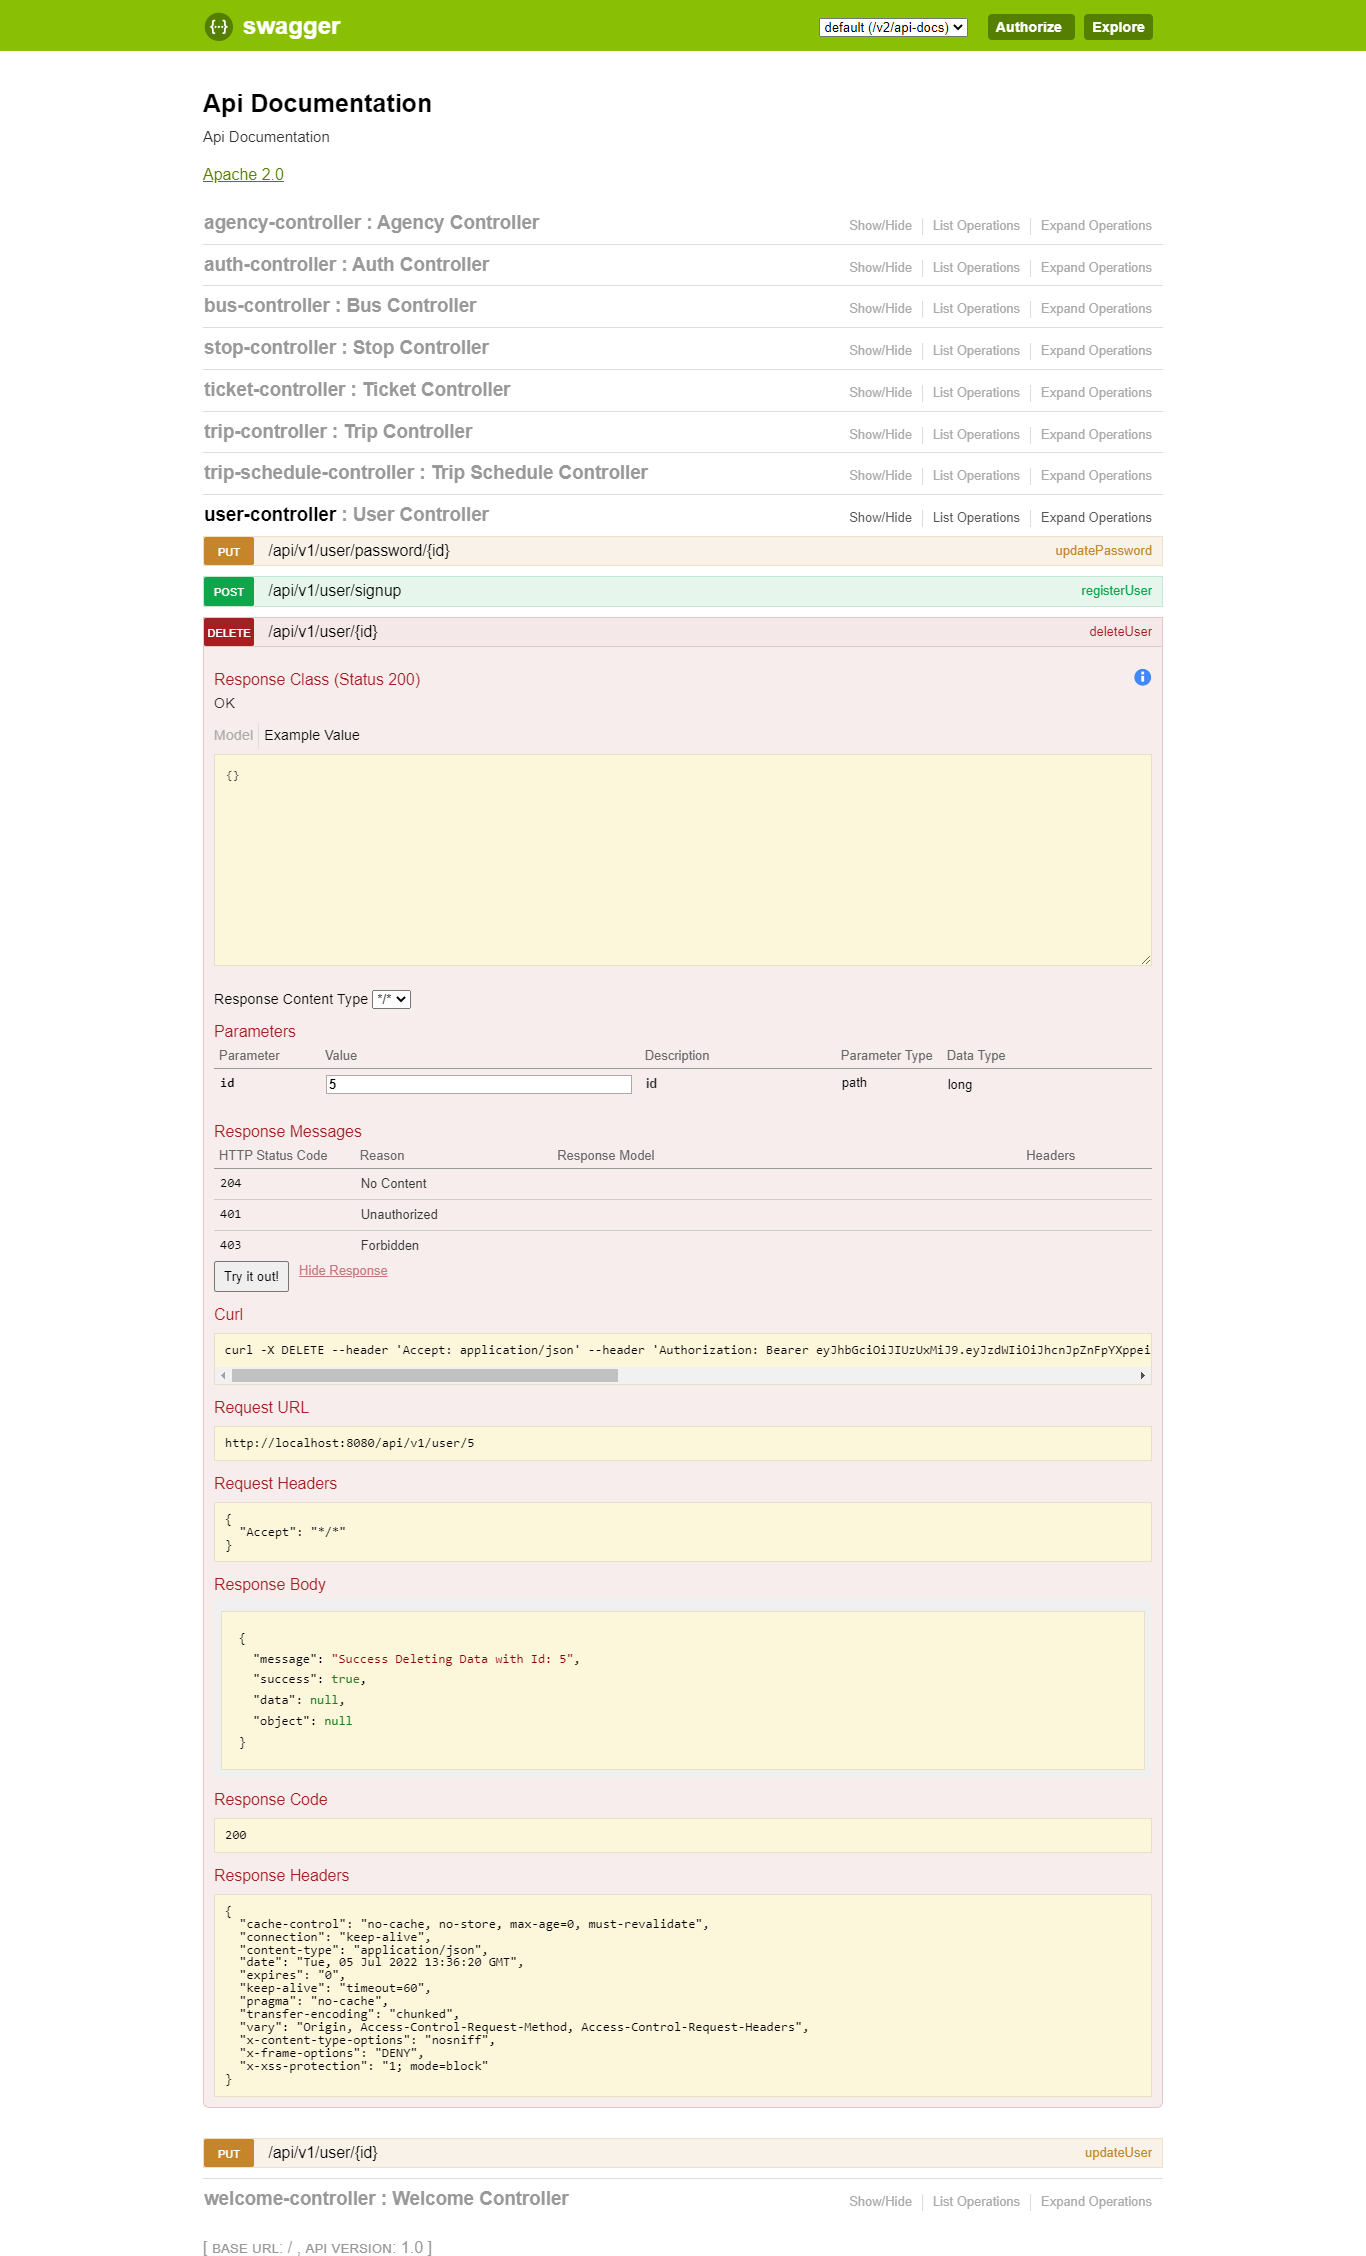 swagger
default (/v2/api-docs)
Authorize
Explore
Api Documentation
Api Documentation
Apache 2.0
agency-controller : Agency Controller Show/Hide List Operations Expand Operations
auth-controller : Auth Controller Show/Hide List Operations Expand Operations
bus-controller : Bus Controller Show/Hide List Operations Expand Operations
stop-controller : Stop Controller Show/Hide List Operations Expand Operations
ticket-controller : Ticket Controller Show/Hide List Operations Expand Operations
trip-controller : Trip Controller Show/Hide List Operations Expand Operations
trip-schedule-controller : Trip Schedule Controller Show/Hide List Operations Expand Operations
user-controller : User Controller Show/Hide List Operations Expand Operations
PUT /api/v1/user/password/{id} updatePassword
POST /api/v1/user/signup registerUser
DELETE /api/v1/user/{id} deleteUser
Response Class (Status 200)
OK
Model Example Value
{}
Response Content Type */*
Parameters
Parameter Value Description Parameter Type Data Type
id 5 id path long
Response Messages
HTTP Status Code Reason Response Model Headers
204 No Content
401 Unauthorized
403 Forbidden
Try it out! Hide Response
Curl
curl -X DELETE --header 'Accept: application/json' --header 'Authorization: Bearer eyJhbGciOiJIUzUxMiJ9.eyJzdWIiOiJhcnJpZnFpYXppei
Request URL
http://localhost:8080/api/v1/user/5
Request Headers
{
  "Accept": "*/*"
}
Response Body
{
  "message": "Success Deleting Data with Id: 5",
  "success": true,
  "data": null,
  "object": null
}
Response Code
200
Response Headers
{
  "cache-control": "no-cache, no-store, max-age=0, must-revalidate",
  "connection": "keep-alive",
  "content-type": "application/json",
  "date": "Tue, 05 Jul 2022 13:36:20 GMT",
  "expires": "0",
  "keep-alive": "timeout=60",
  "pragma": "no-cache",
  "transfer-encoding": "chunked",
  "vary": "Origin, Access-Control-Request-Method, Access-Control-Request-Headers",
  "x-content-type-options": "nosniff",
  "x-frame-options": "DENY",
  "x-xss-protection": "1; mode=block"
}
PUT /api/v1/user/{id} updateUser
welcome-controller : Welcome Controller Show/Hide List Operations Expand Operations
[ BASE URL: / , API VERSION: 1.0 ]